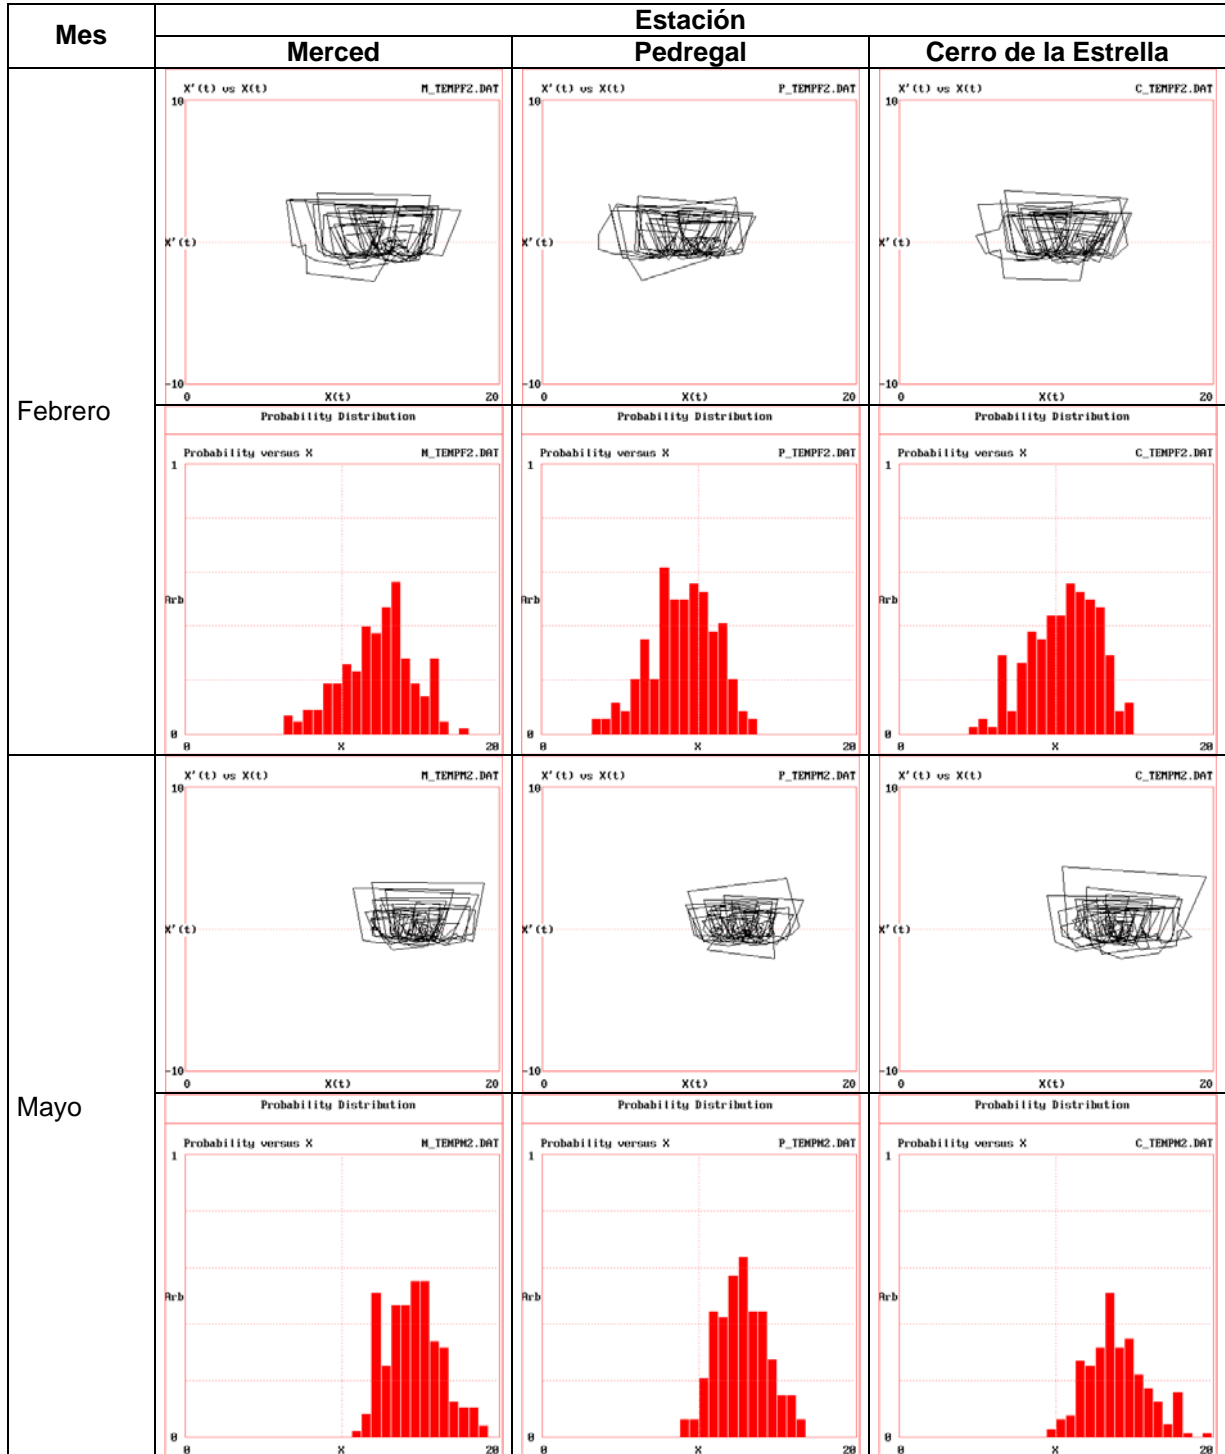 Mes
Estación
Merced
Pedregal
Cerro de la Estrella
Febrero
X'(t) vs X(t) M_TEMPF2.DAT
10
X'(t)
-10
0 X(t) 20
X'(t) vs X(t) P_TEMPF2.DAT
10
X'(t)
-10
0 X(t) 20
X'(t) vs X(t) C_TEMPF2.DAT
10
X'(t)
-10
0 X(t) 20
Probability Distribution
Probability versus X M_TEMPF2.DAT
1
Arb
0
0 X 20
Probability Distribution
Probability versus X P_TEMPF2.DAT
1
Arb
0
0 X 20
Probability Distribution
Probability versus X C_TEMPF2.DAT
1
Arb
0
0 X 20
Mayo
X'(t) vs X(t) M_TEMPM2.DAT
10
X'(t)
-10
0 X(t) 20
X'(t) vs X(t) P_TEMPM2.DAT
10
X'(t)
-10
0 X(t) 20
X'(t) vs X(t) C_TEMPM2.DAT
10
X'(t)
-10
0 X(t) 20
Probability Distribution
Probability versus X M_TEMPM2.DAT
1
Arb
0
0 X 20
Probability Distribution
Probability versus X P_TEMPM2.DAT
1
Arb
0
0 X 20
Probability Distribution
Probability versus X C_TEMPM2.DAT
1
Arb
0
0 X 20